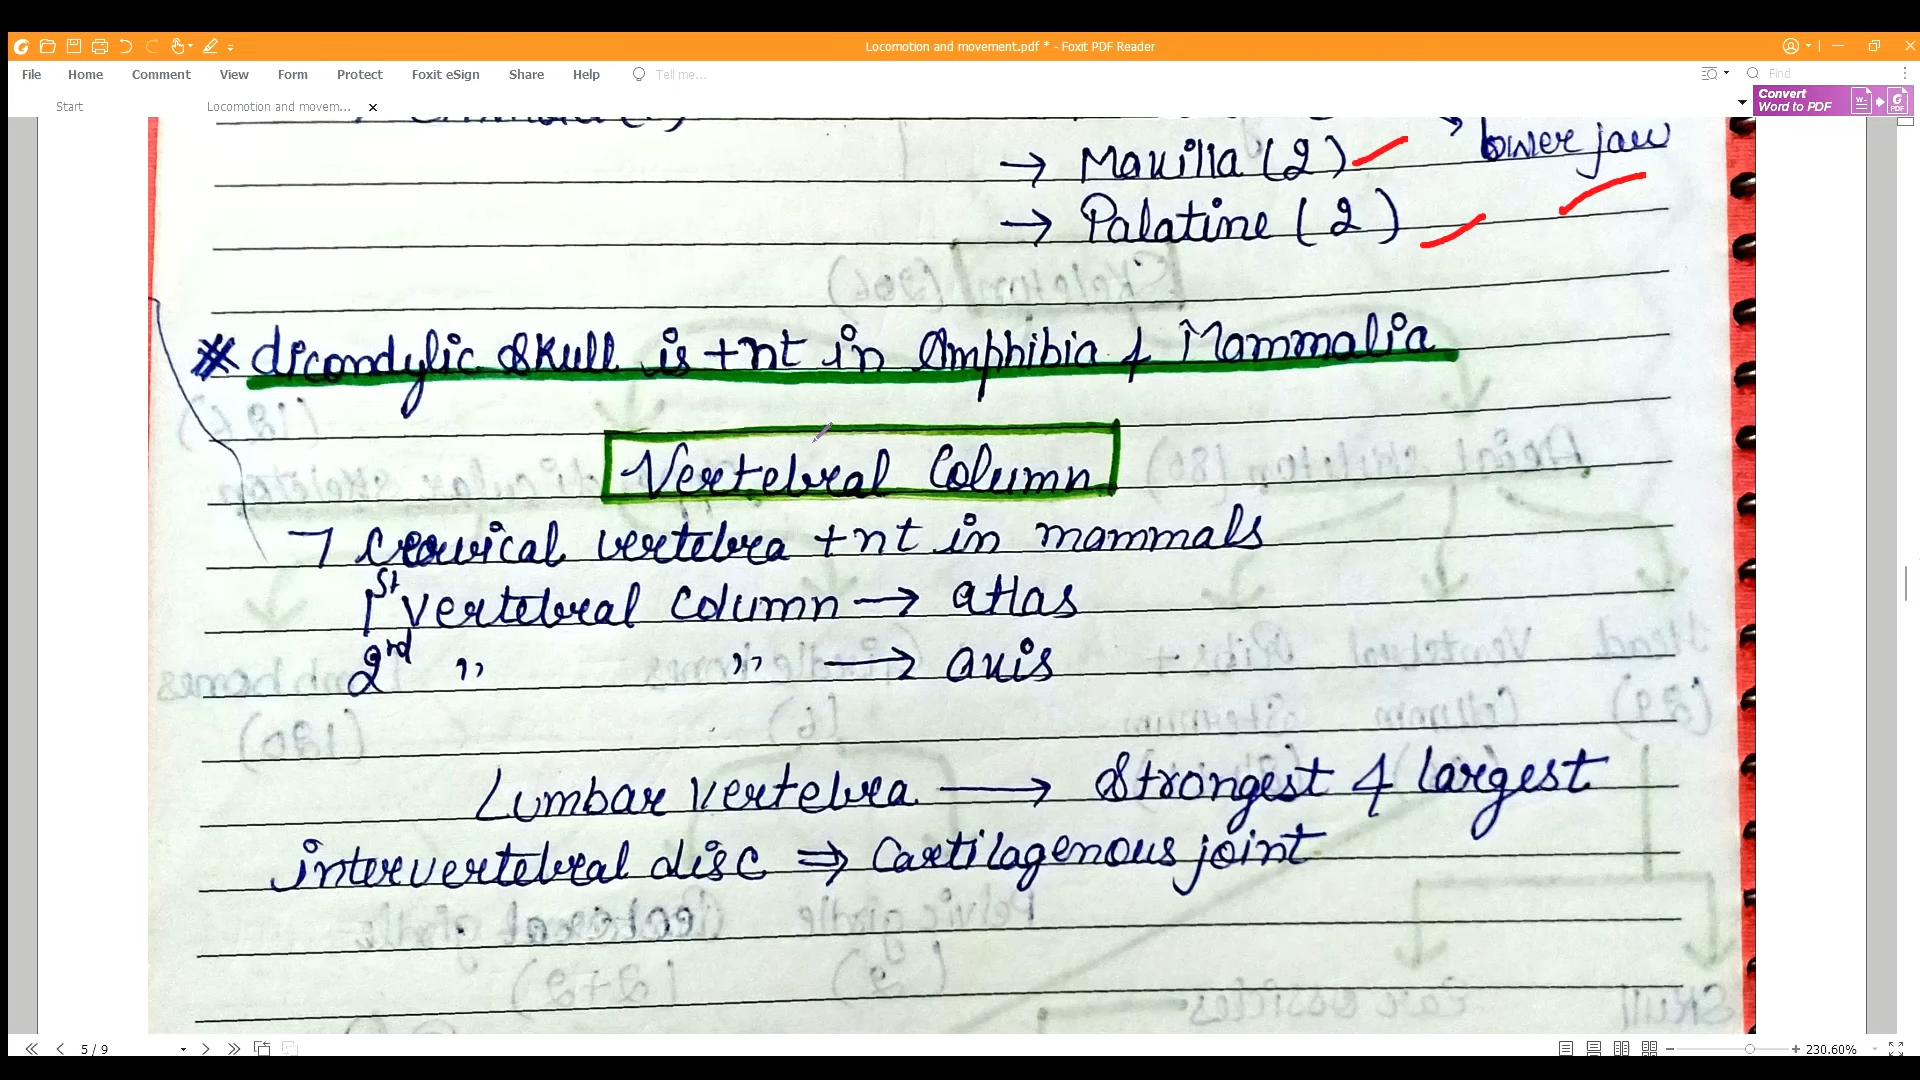 Locomotion and movement.pdf * - Foxit PDF Reader
File Home Comment View Form Protect Foxit eSign Share Help Tell me... Find
Start Locomotion and movem... Convert Word to PDF
lower jaw
→ Maxilla (2)
→ Palatine (2)
* dicondylic skull is +nt in Amphibia & Mammalia
Vertebral Column
7 cervical vertebra +nt in mammals
1st vertebral column → atlas
2rd ,, ,, → axis
Lumbar vertebra → strongest & largest
intervertebral disc ⇒ Cartilagenous joint
5 / 9 230.60%